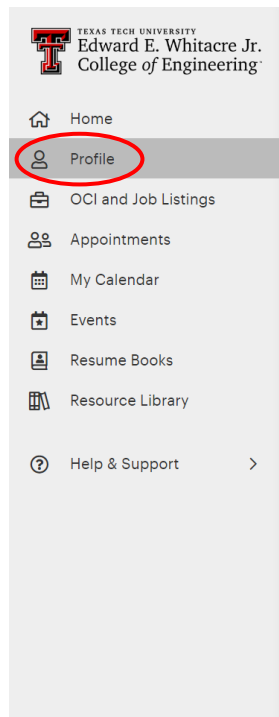 TEXAS TECH UNIVERSITY
Edward E. Whitacre Jr.
College of Engineering
Home
Profile
OCI and Job Listings
Appointments
My Calendar
Events
Resume Books
Resource Library
Help & Support